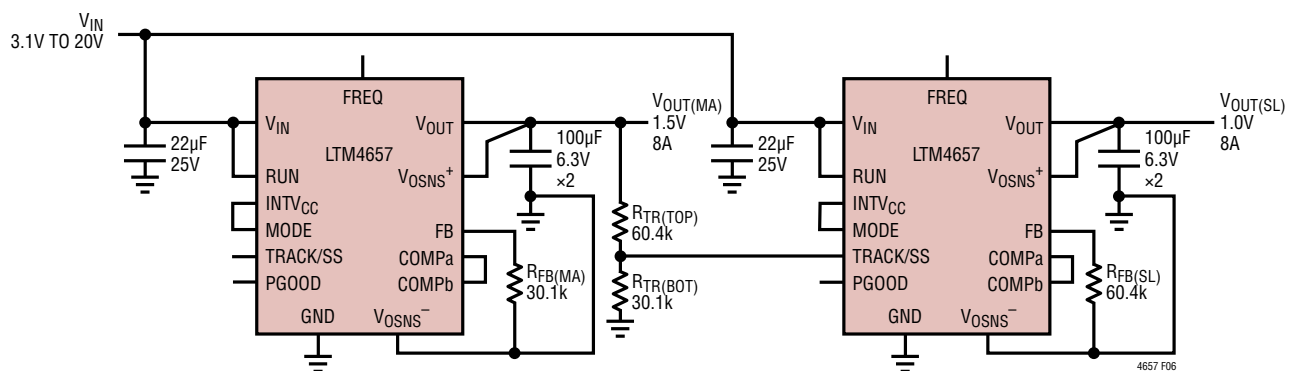 VIN
3.1V TO 20V
22µF
25V
FREQ
VIN
VOUT
LTM4657
RUN
VOSNS+
INTVCC
MODE
FB
TRACK/SS
COMPa
PGOOD
COMPb
GND
VOSNS–
100µF
6.3V
×2
RFB(MA)
30.1k
VOUT(MA)
1.5V
8A
RTR(TOP)
60.4k
RTR(BOT)
30.1k
22µF
25V
FREQ
VIN
VOUT
LTM4657
RUN
VOSNS+
INTVCC
MODE
FB
TRACK/SS
COMPa
PGOOD
COMPb
GND
VOSNS–
100µF
6.3V
×2
RFB(SL)
60.4k
VOUT(SL)
1.0V
8A
4657 F06